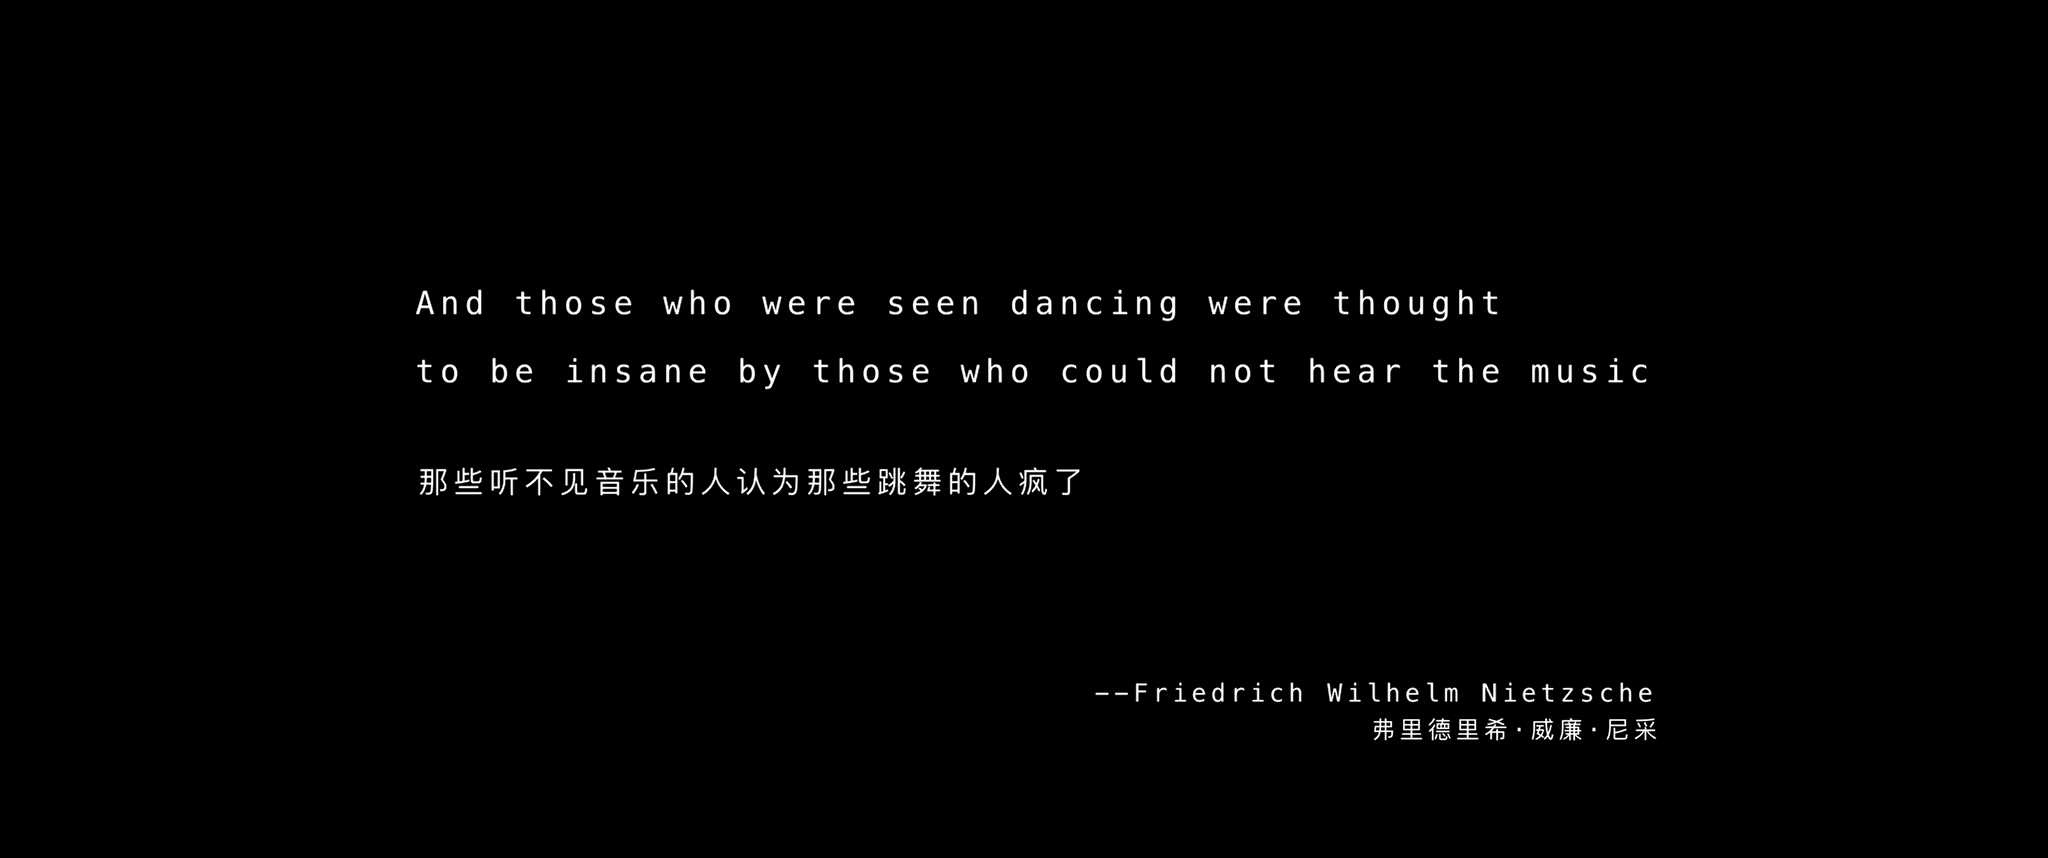 And those who were seen dancing were thought
to be insane by those who could not hear the music
那些听不见音乐的人认为那些跳舞的人疯了
--Friedrich Wilhelm Nietzsche
弗里德里希·威廉·尼采